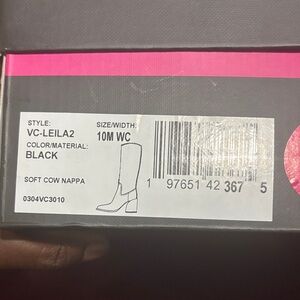 STYLE:
VC-LEILA2
SIZE/WIDTH:
10M WC
COLOR/MATERIAL:
BLACK
SOFT COW NAPPA
0304VC3010
1 97651 42 367 5